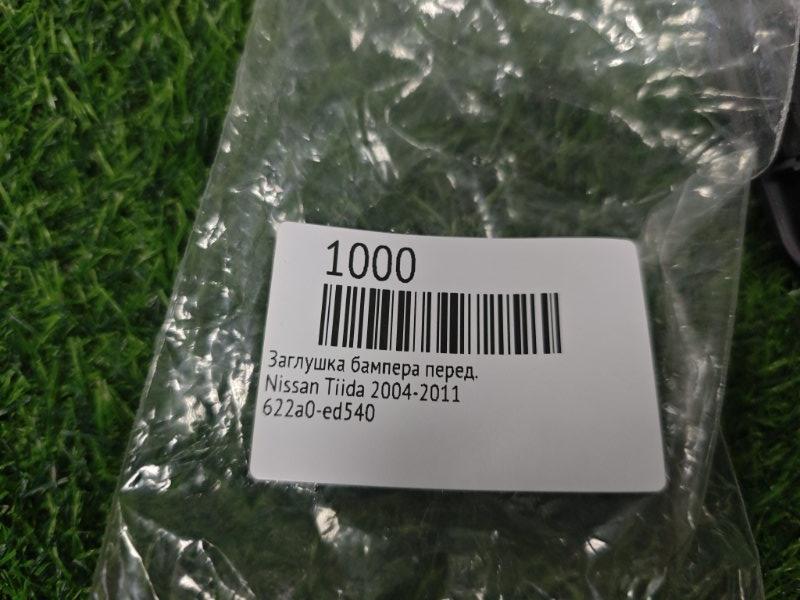 1000
Заглушка бампера перед.
Nissan Tiida 2004-2011
622a0-ed540